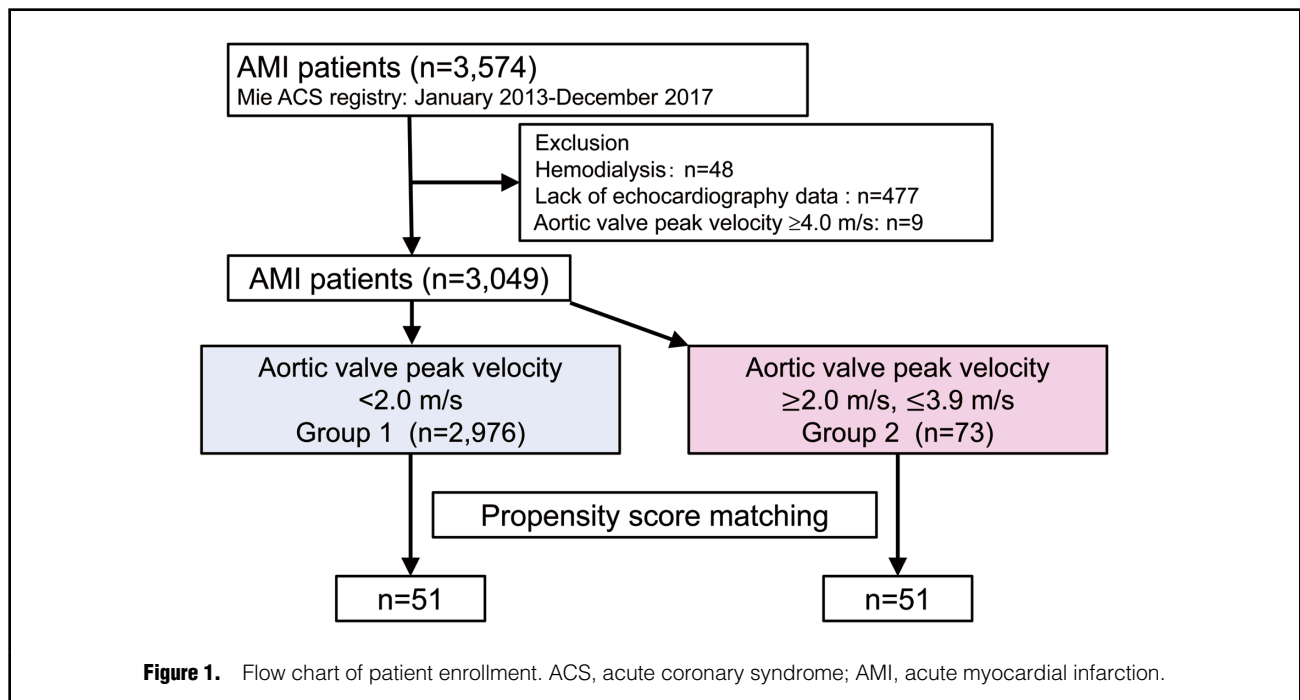 AMI patients (n=3,574)
Mie ACS registry: January 2013-December 2017
Exclusion
Hemodialysis: n=48
Lack of echocardiography data : n=477
Aortic valve peak velocity ≥4.0 m/s: n=9
AMI patients (n=3,049)
Aortic valve peak velocity
<2.0 m/s
Group 1 (n=2,976)
Aortic valve peak velocity
≥2.0 m/s, ≤3.9 m/s
Group 2 (n=73)
Propensity score matching
n=51
n=51
Figure 1. Flow chart of patient enrollment. ACS, acute coronary syndrome; AMI, acute myocardial infarction.